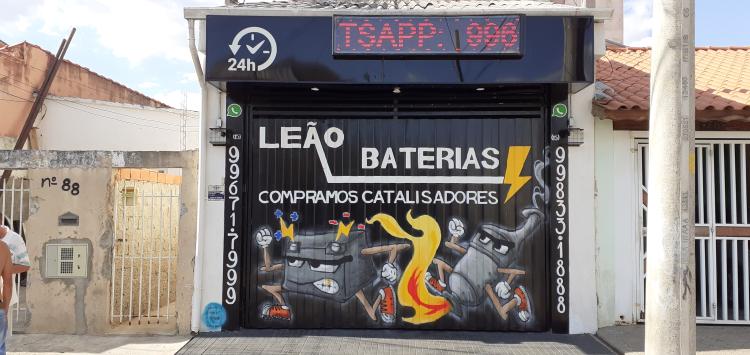 TSAPP: 996
24h
LEÃO
BATERIAS
COMPRAMOS CATALISADORES
99671.7999
99833.1888
nº 88